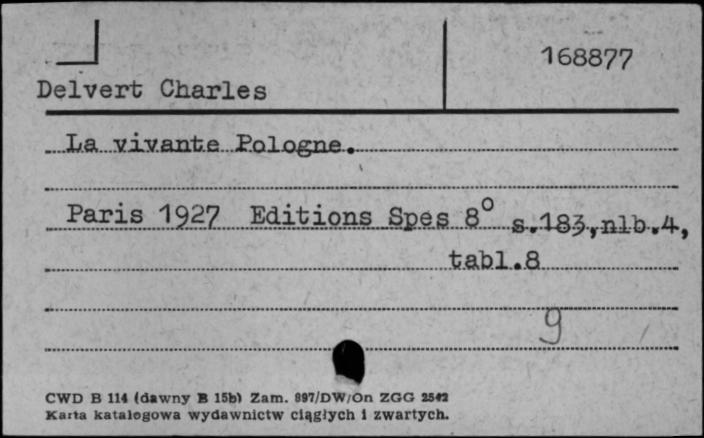 168877
Delvert Charles
La vivante Pologne.
Paris 1927 Editions Spes 8° s.183,nlb.4,
tabl.8
9
CWD B 114 (dawny B 15b) Zam. 897/DW/On ZGG 2542
Karta katalogowa wydawnictw ciągłych i zwartych.